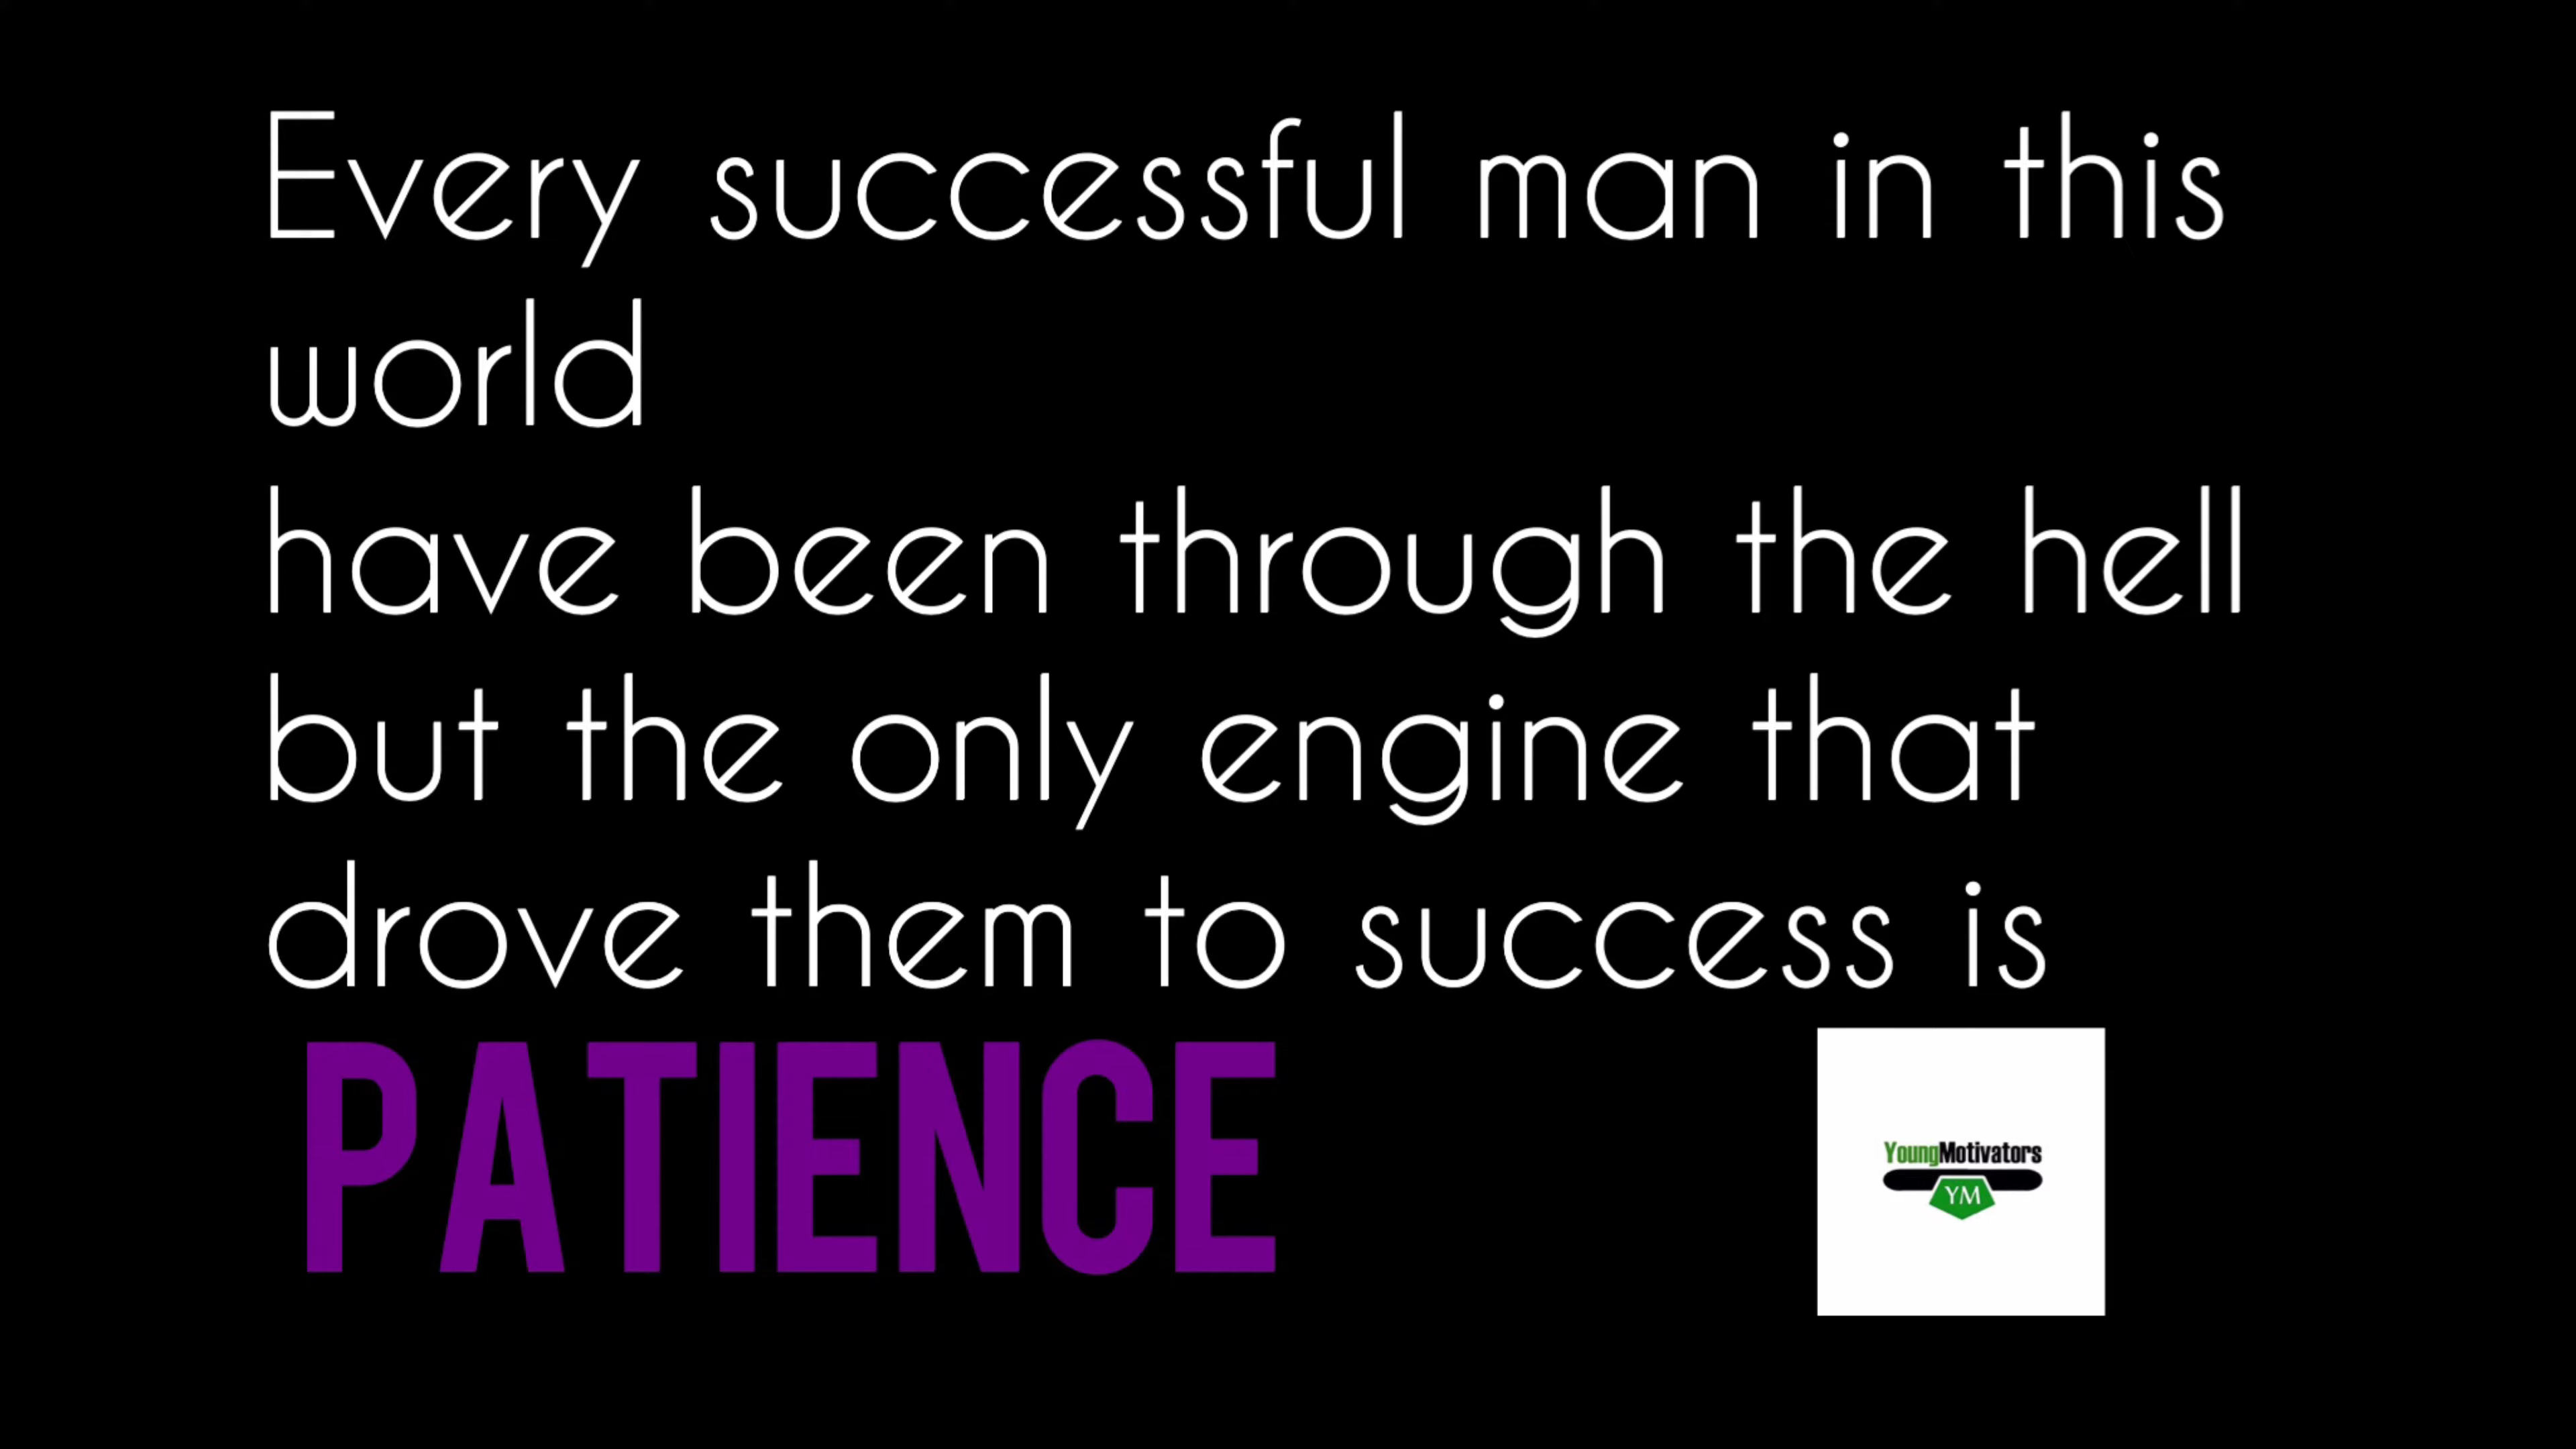 Every successful man in this
world
have been through the hell
but the only engine that
drove them to success is
PATIENCE
YoungMotivators
YM